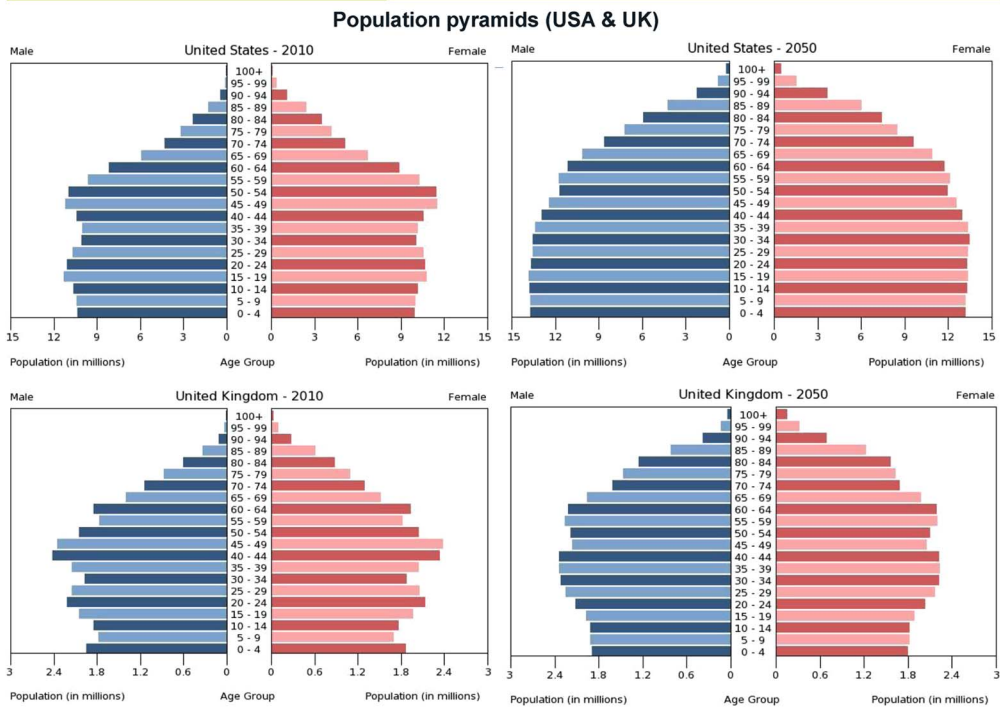 Population pyramids (USA & UK)
Male United States - 2010 Female
100+
95 - 99
90 - 94
85 - 89
80 - 84
75 - 79
70 - 74
65 - 69
60 - 64
55 - 59
50 - 54
45 - 49
40 - 44
35 - 39
30 - 34
25 - 29
20 - 24
15 - 19
10 - 14
5 - 9
0 - 4
15 12 9 6 3 0 0 3 6 9 12 15
Population (in millions) Age Group Population (in millions)
Male United States - 2050 Female
100+
95 - 99
90 - 94
85 - 89
80 - 84
75 - 79
70 - 74
65 - 69
60 - 64
55 - 59
50 - 54
45 - 49
40 - 44
35 - 39
30 - 34
25 - 29
20 - 24
15 - 19
10 - 14
5 - 9
0 - 4
15 12 9 6 3 0 0 3 6 9 12 15
Population (in millions) Age Group Population (in millions)
Male United Kingdom - 2010 Female
100+
95 - 99
90 - 94
85 - 89
80 - 84
75 - 79
70 - 74
65 - 69
60 - 64
55 - 59
50 - 54
45 - 49
40 - 44
35 - 39
30 - 34
25 - 29
20 - 24
15 - 19
10 - 14
5 - 9
0 - 4
3 2.4 1.8 1.2 0.6 0 0 0.6 1.2 1.8 2.4 3
Population (in millions) Age Group Population (in millions)
Male United Kingdom - 2050 Female
100+
95 - 99
90 - 94
85 - 89
80 - 84
75 - 79
70 - 74
65 - 69
60 - 64
55 - 59
50 - 54
45 - 49
40 - 44
35 - 39
30 - 34
25 - 29
20 - 24
15 - 19
10 - 14
5 - 9
0 - 4
3 2.4 1.8 1.2 0.6 0 0 0.6 1.2 1.8 2.4 3
Population (in millions) Age Group Population (in millions)